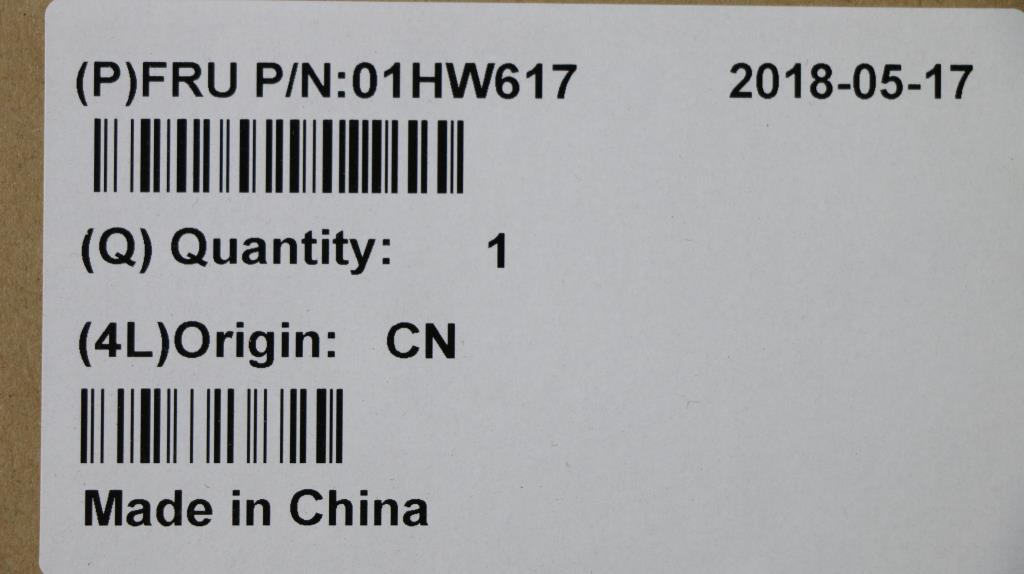 (P)FRU P/N:01HW617 2018-05-17
(Q) Quantity: 1
(4L)Origin: CN
Made in China